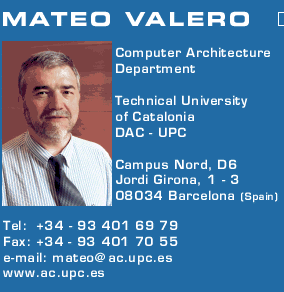 MATEO VALERO
Computer Architecture
Department
Technical University
of Catalonia
DAC - UPC
Campus Nord, D6
Jordi Girona, 1 - 3
08034 Barcelona (Spain)
Tel: +34 - 93 401 69 79
Fax: +34 - 93 401 70 55
e-mail: mateo@ac.upc.es
www.ac.upc.es